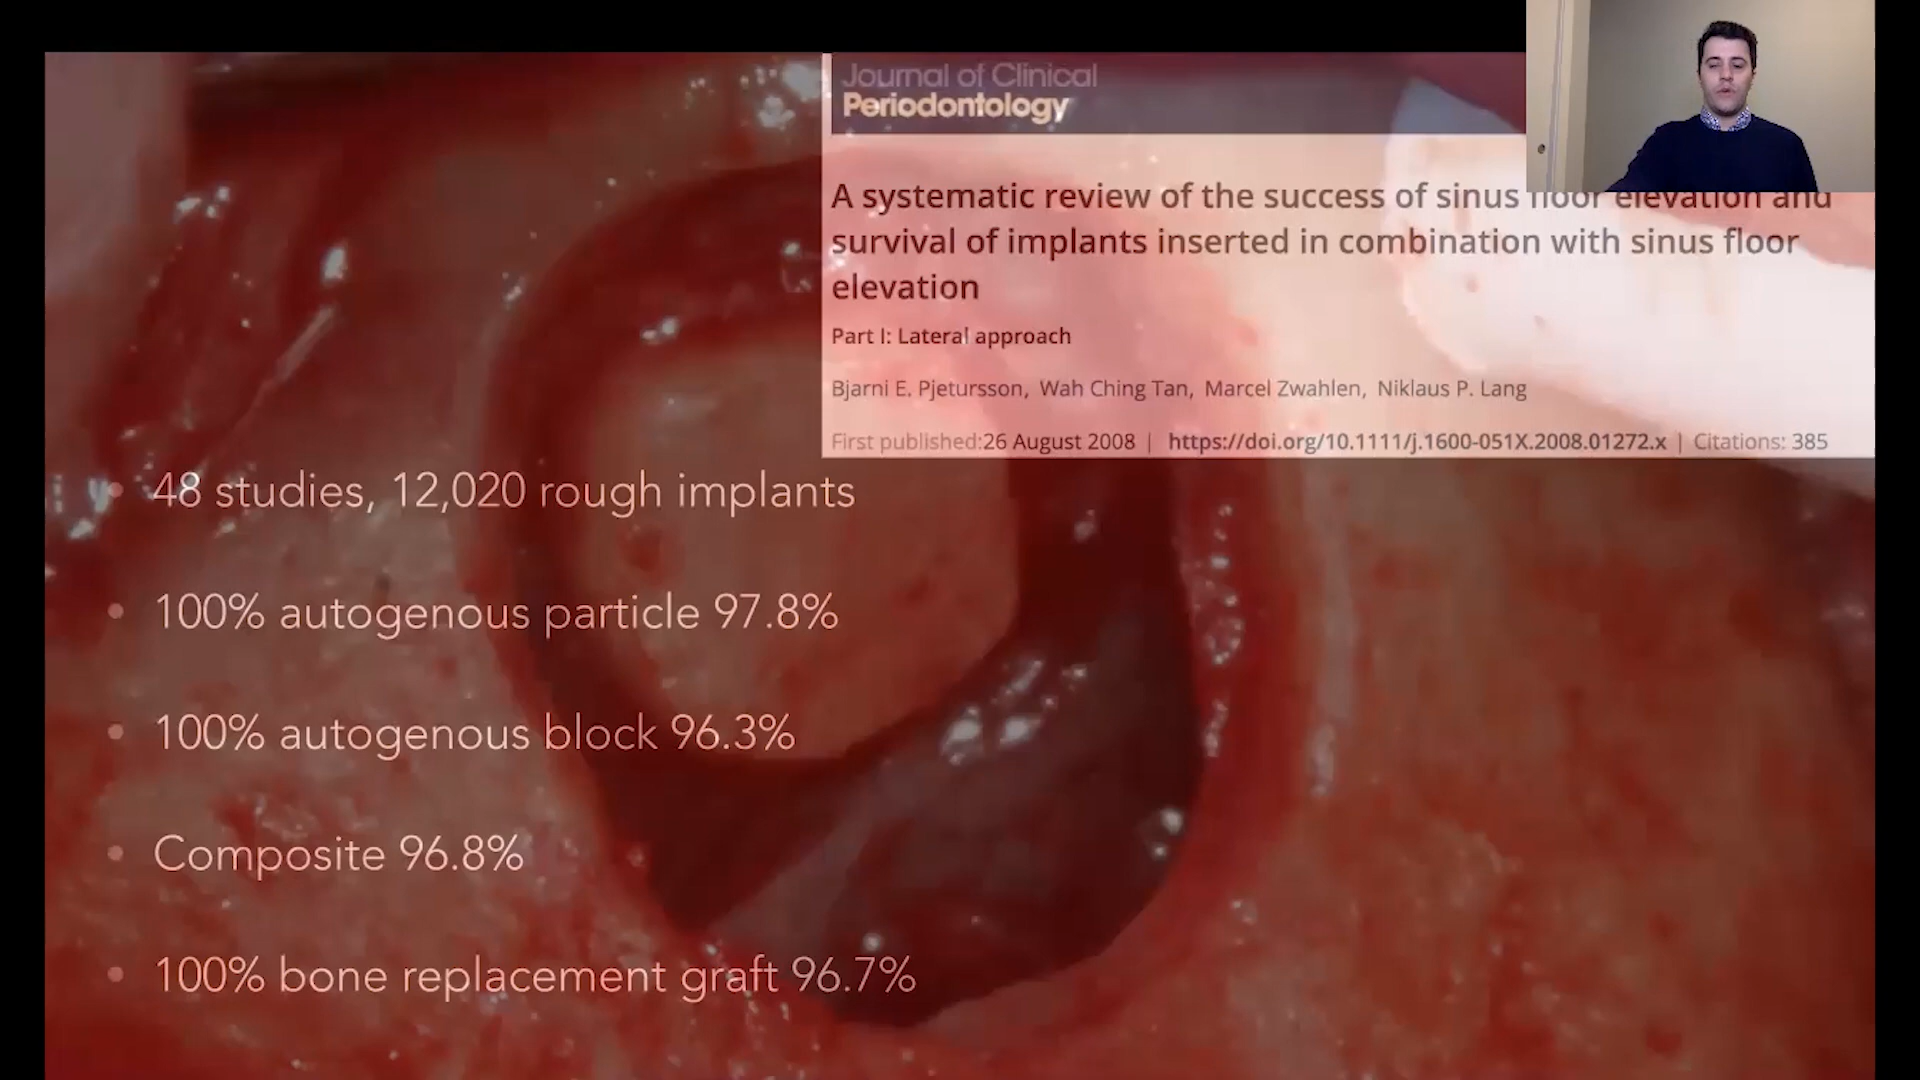 Journal of Clinical
Periodontology
A systematic review of the success of sinus floor elevation and
survival of implants inserted in combination with sinus floor
elevation
Part I: Lateral approach
Bjarni E. Pjetursson, Wah Ching Tan, Marcel Zwahlen, Niklaus P. Lang
First published:26 August 2008 | https://doi.org/10.1111/j.1600-051X.2008.01272.x | Citations: 385
• 48 studies, 12,020 rough implants
• 100% autogenous particle 97.8%
• 100% autogenous block 96.3%
• Composite 96.8%
• 100% bone replacement graft 96.7%